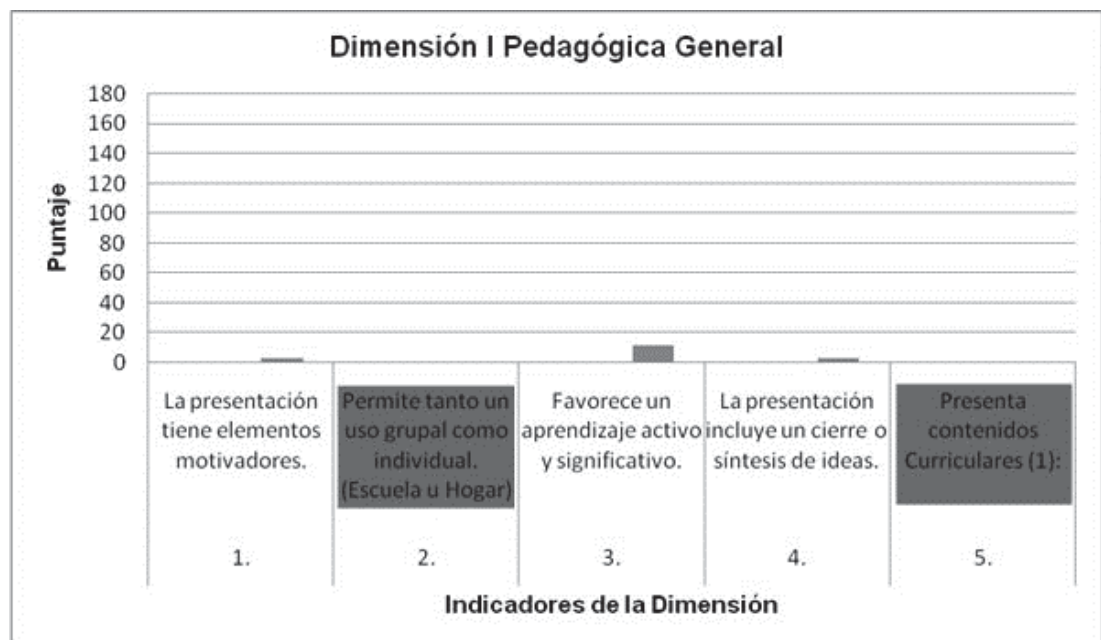 Dimensión I Pedagógica General
Puntaje
180
160
140
120
100
80
60
40
20
0
La presentación
tiene elementos
motivadores.
Permite tanto un
uso grupal como
individual.
(Escuela u Hogar)
Favorece un
aprendizaje activo
y significativo.
La presentación
incluye un cierre o
síntesis de ideas.
Presenta
contenidos
Curriculares (1):
1.
2.
3.
4.
5.
Indicadores de la Dimensión